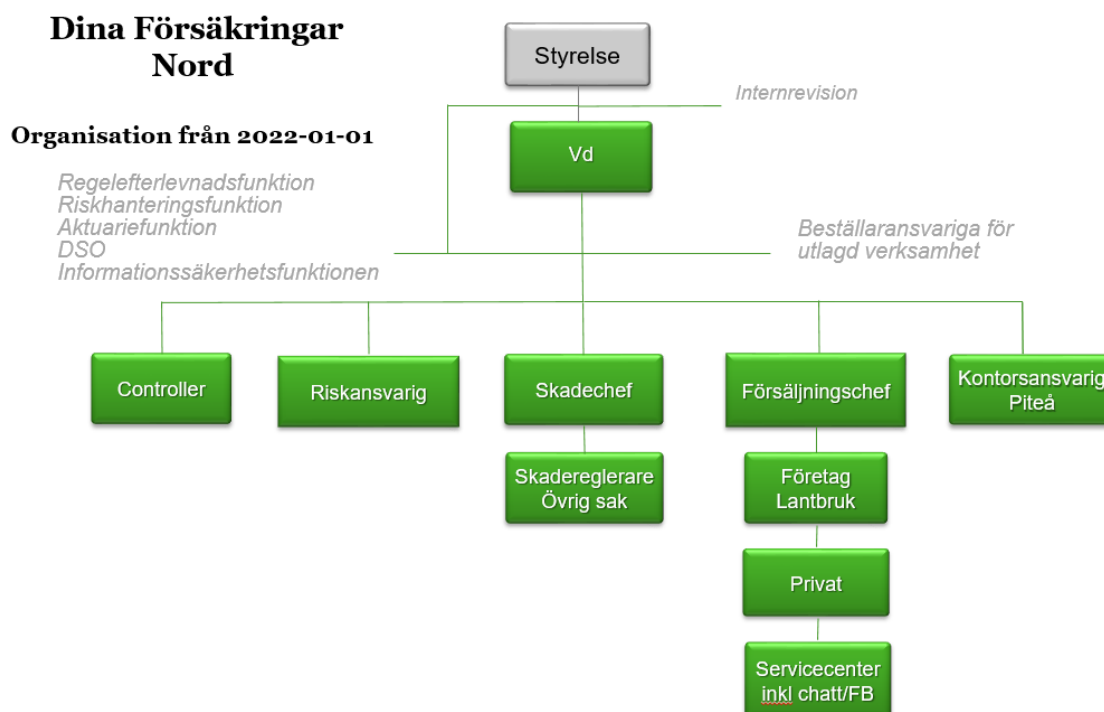 Dina Försäkringar
Nord
Styrelse
Internrevision
Organisation från 2022-01-01
Vd
Regelefterlevnadsfunktion
Riskhanteringsfunktion
Aktuariefunktion
DSO
Informationssäkerhetsfunktionen
Beställaransvariga för
utlagd verksamhet
Controller
Riskansvarig
Skadechef
Försäljningschef
Kontorsansvarig
Piteå
Skadereglerare
Övrig sak
Företag
Lantbruk
Privat
Servicecenter
inkl chatt/FB